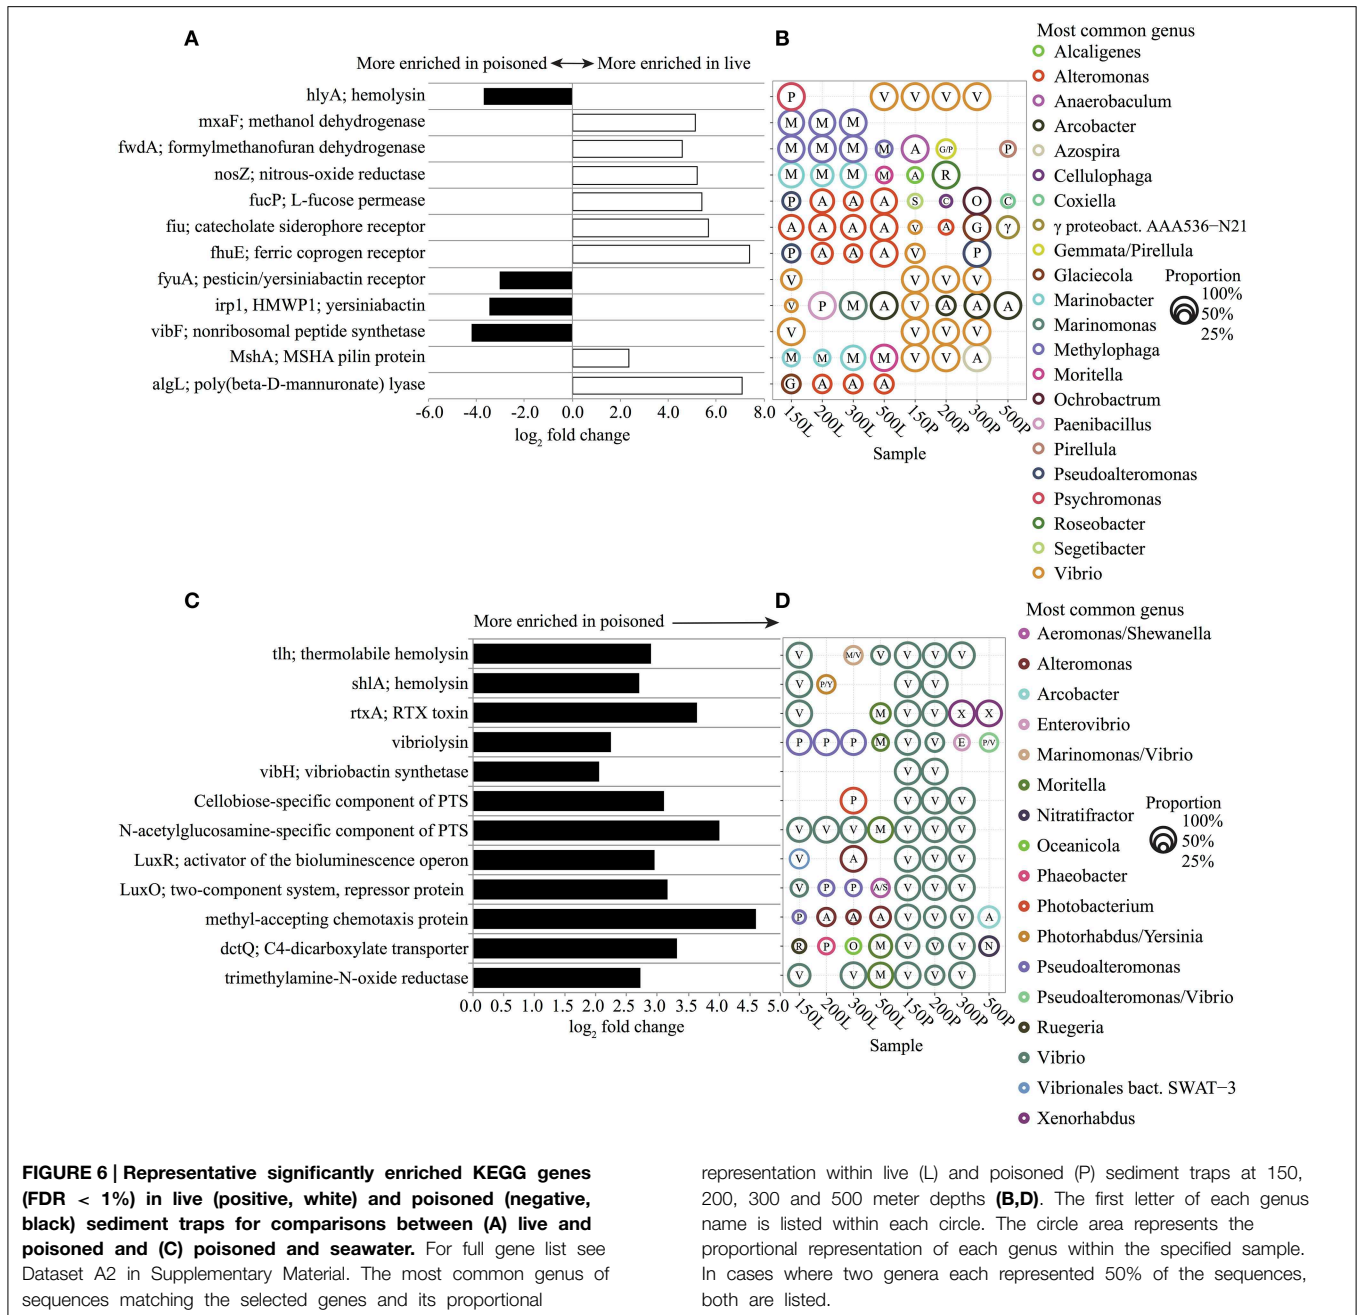 A
More enriched in poisoned ⟷ More enriched in live
hlyA; hemolysin
mxaF; methanol dehydrogenase
fwdA; formylmethanofuran dehydrogenase
nosZ; nitrous-oxide reductase
fucP; L-fucose permease
fiu; catecholate siderophore receptor
fhuE; ferric coprogen receptor
fyuA; pesticin/yersiniabactin receptor
irp1, HMWP1; yersiniabactin
vibF; nonribosomal peptide synthetase
MshA; MSHA pilin protein
algL; poly(beta-D-mannuronate) lyase
-6.0 -4.0 -2.0 0.0 2.0 4.0 6.0 8.0
log2 fold change
B
P V V V V
M M M
M M M M A G/P P
M M M M A R
P A A A S C O C
A A A A V A G γ
P A A A V P
V V V V
V P M A V A A A
V V V V
M M M M V V A
G A A A
150L 200L 300L 500L 150P 200P 300P 500P
Sample
Most common genus
Alcaligenes
Alteromonas
Anaerobaculum
Arcobacter
Azospira
Cellulophaga
Coxiella
γ proteobact. AAA536−N21
Gemmata/Pirellula
Glaciecola
Marinobacter
Marinomonas
Methylophaga
Moritella
Ochrobactrum
Paenibacillus
Pirellula
Pseudoalteromonas
Psychromonas
Roseobacter
Segetibacter
Vibrio
Proportion
100%
50%
25%
C
More enriched in poisoned ⟶
tlh; thermolabile hemolysin
shlA; hemolysin
rtxA; RTX toxin
vibriolysin
vibH; vibriobactin synthetase
Cellobiose-specific component of PTS
N-acetylglucosamine-specific component of PTS
LuxR; activator of the bioluminescence operon
LuxO; two-component system, repressor protein
methyl-accepting chemotaxis protein
dctQ; C4-dicarboxylate transporter
trimethylamine-N-oxide reductase
0.0 0.5 1.0 1.5 2.0 2.5 3.0 3.5 4.0 4.5 5.0
log2 fold change
D
V M/V V V V V
V P/Y V V
V M V V X X
P P P M V V E P/V
V V
P V V V
V V V M V V V
V A V V V
V P P A/S V V V
P A A A V V V A
R P O M V V V N
V V M V V V
150L 200L 300L 500L 150P 200P 300P 500P
Sample
Most common genus
Aeromonas/Shewanella
Alteromonas
Arcobacter
Enterovibrio
Marinomonas/Vibrio
Moritella
Nitratifractor
Oceanicola
Phaeobacter
Photobacterium
Photorhabdus/Yersinia
Pseudoalteromonas
Pseudoalteromonas/Vibrio
Ruegeria
Vibrio
Vibrionales bact. SWAT−3
Xenorhabdus
Proportion
100%
50%
25%
FIGURE 6 | Representative significantly enriched KEGG genes
(FDR < 1%) in live (positive, white) and poisoned (negative,
black) sediment traps for comparisons between (A) live and
poisoned and (C) poisoned and seawater. For full gene list see
Dataset A2 in Supplementary Material. The most common genus of
sequences matching the selected genes and its proportional
representation within live (L) and poisoned (P) sediment traps at 150,
200, 300 and 500 meter depths (B,D). The first letter of each genus
name is listed within each circle. The circle area represents the
proportional representation of each genus within the specified sample.
In cases where two genera each represented 50% of the sequences,
both are listed.